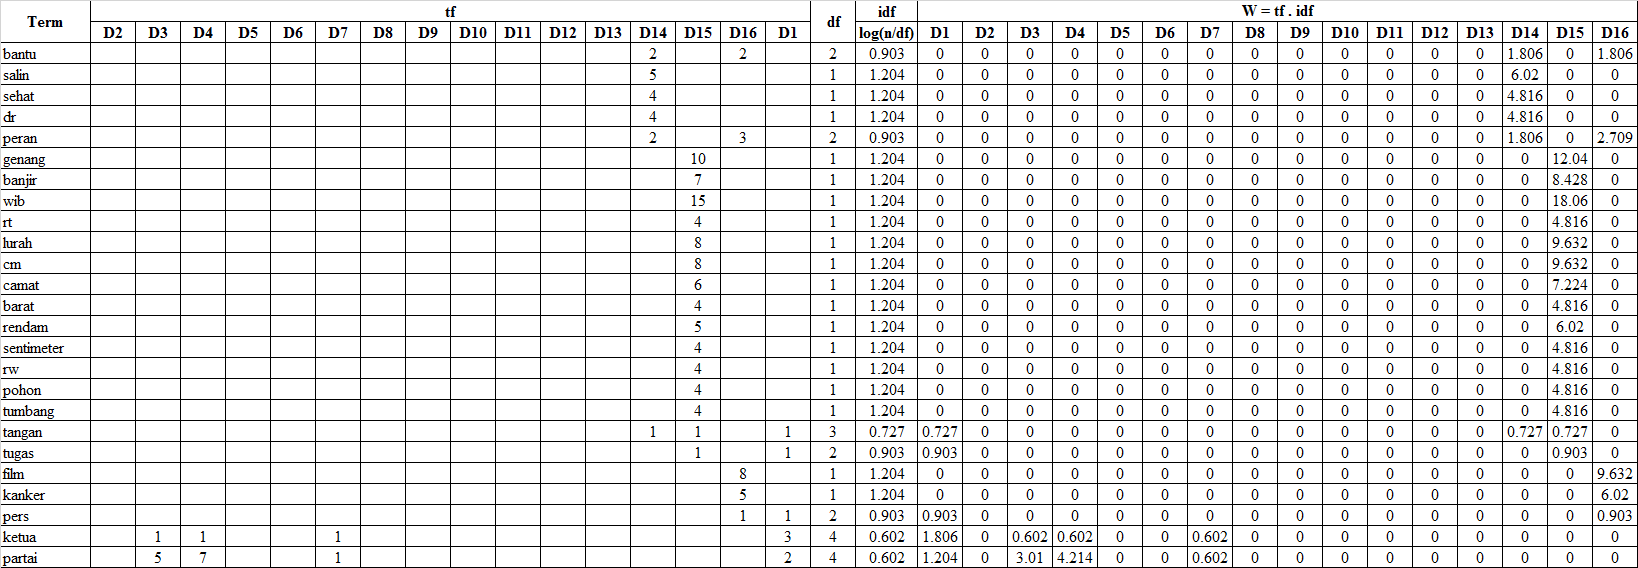 Term tf df idf W = tf . idf
D2 D3 D4 D5 D6 D7 D8 D9 D10 D11 D12 D13 D14 D15 D16 D1 log(n/df) D1 D2 D3 D4 D5 D6 D7 D8 D9 D10 D11 D12 D13 D14 D15 D16
bantu 2 2 2 0.903 0 0 0 0 0 0 0 0 0 0 0 0 0 1.806 0 1.806
salin 5 1 1.204 0 0 0 0 0 0 0 0 0 0 0 0 0 6.02 0 0
sehat 4 1 1.204 0 0 0 0 0 0 0 0 0 0 0 0 0 4.816 0 0
dr 4 1 1.204 0 0 0 0 0 0 0 0 0 0 0 0 0 4.816 0 0
peran 2 3 2 0.903 0 0 0 0 0 0 0 0 0 0 0 0 0 1.806 0 2.709
genang 10 1 1.204 0 0 0 0 0 0 0 0 0 0 0 0 0 0 12.04 0
banjir 7 1 1.204 0 0 0 0 0 0 0 0 0 0 0 0 0 0 8.428 0
wib 15 1 1.204 0 0 0 0 0 0 0 0 0 0 0 0 0 0 18.06 0
rt 4 1 1.204 0 0 0 0 0 0 0 0 0 0 0 0 0 0 4.816 0
lurah 8 1 1.204 0 0 0 0 0 0 0 0 0 0 0 0 0 0 9.632 0
cm 8 1 1.204 0 0 0 0 0 0 0 0 0 0 0 0 0 0 9.632 0
camat 6 1 1.204 0 0 0 0 0 0 0 0 0 0 0 0 0 0 7.224 0
barat 4 1 1.204 0 0 0 0 0 0 0 0 0 0 0 0 0 0 4.816 0
rendam 5 1 1.204 0 0 0 0 0 0 0 0 0 0 0 0 0 0 6.02 0
sentimeter 4 1 1.204 0 0 0 0 0 0 0 0 0 0 0 0 0 0 4.816 0
rw 4 1 1.204 0 0 0 0 0 0 0 0 0 0 0 0 0 0 4.816 0
pohon 4 1 1.204 0 0 0 0 0 0 0 0 0 0 0 0 0 0 4.816 0
tumbang 4 1 1.204 0 0 0 0 0 0 0 0 0 0 0 0 0 0 4.816 0
tangan 1 1 1 3 0.727 0.727 0 0 0 0 0 0 0 0 0 0 0 0 0.727 0.727 0
tugas 1 1 2 0.903 0.903 0 0 0 0 0 0 0 0 0 0 0 0 0 0.903 0
film 8 1 1.204 0 0 0 0 0 0 0 0 0 0 0 0 0 0 0 9.632
kanker 5 1 1.204 0 0 0 0 0 0 0 0 0 0 0 0 0 0 0 6.02
pers 1 1 2 0.903 0.903 0 0 0 0 0 0 0 0 0 0 0 0 0 0 0.903
ketua 1 1 1 3 4 0.602 1.806 0 0.602 0.602 0 0 0.602 0 0 0 0 0 0 0 0 0
partai 5 7 1 2 4 0.602 1.204 0 3.01 4.214 0 0 0.602 0 0 0 0 0 0 0 0 0